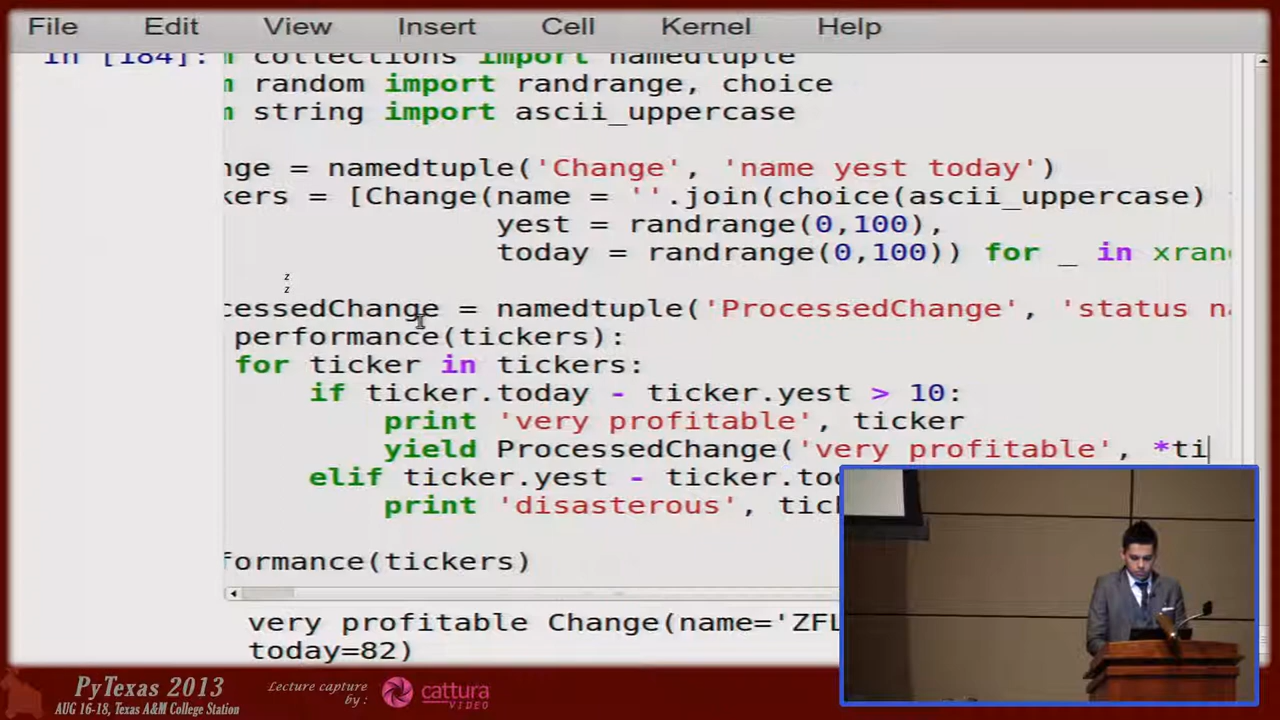 File Edit View Insert Cell Kernel Help
In [184]: collections import namedtuple
random import randrange, choice
string import ascii_uppercase
nge = namedtuple('Change', 'name yest today')
kers = [Change(name = ''.join(choice(ascii_uppercase)
yest = randrange(0,100),
today = randrange(0,100)) for _ in xran
z
z
cessedChange = namedtuple('ProcessedChange', 'status n
performance(tickers):
for ticker in tickers:
if ticker.today - ticker.yest > 10:
print 'very profitable', ticker
yield ProcessedChange('very profitable', *ti
elif ticker.yest - ticker.to
print 'disasterous', tic
formance(tickers)
very profitable Change(name='ZFL
today=82)
PyTexas 2013
AUG 16-18, Texas A&M College Station
Lecture capture
by :
cattura
VIDEO